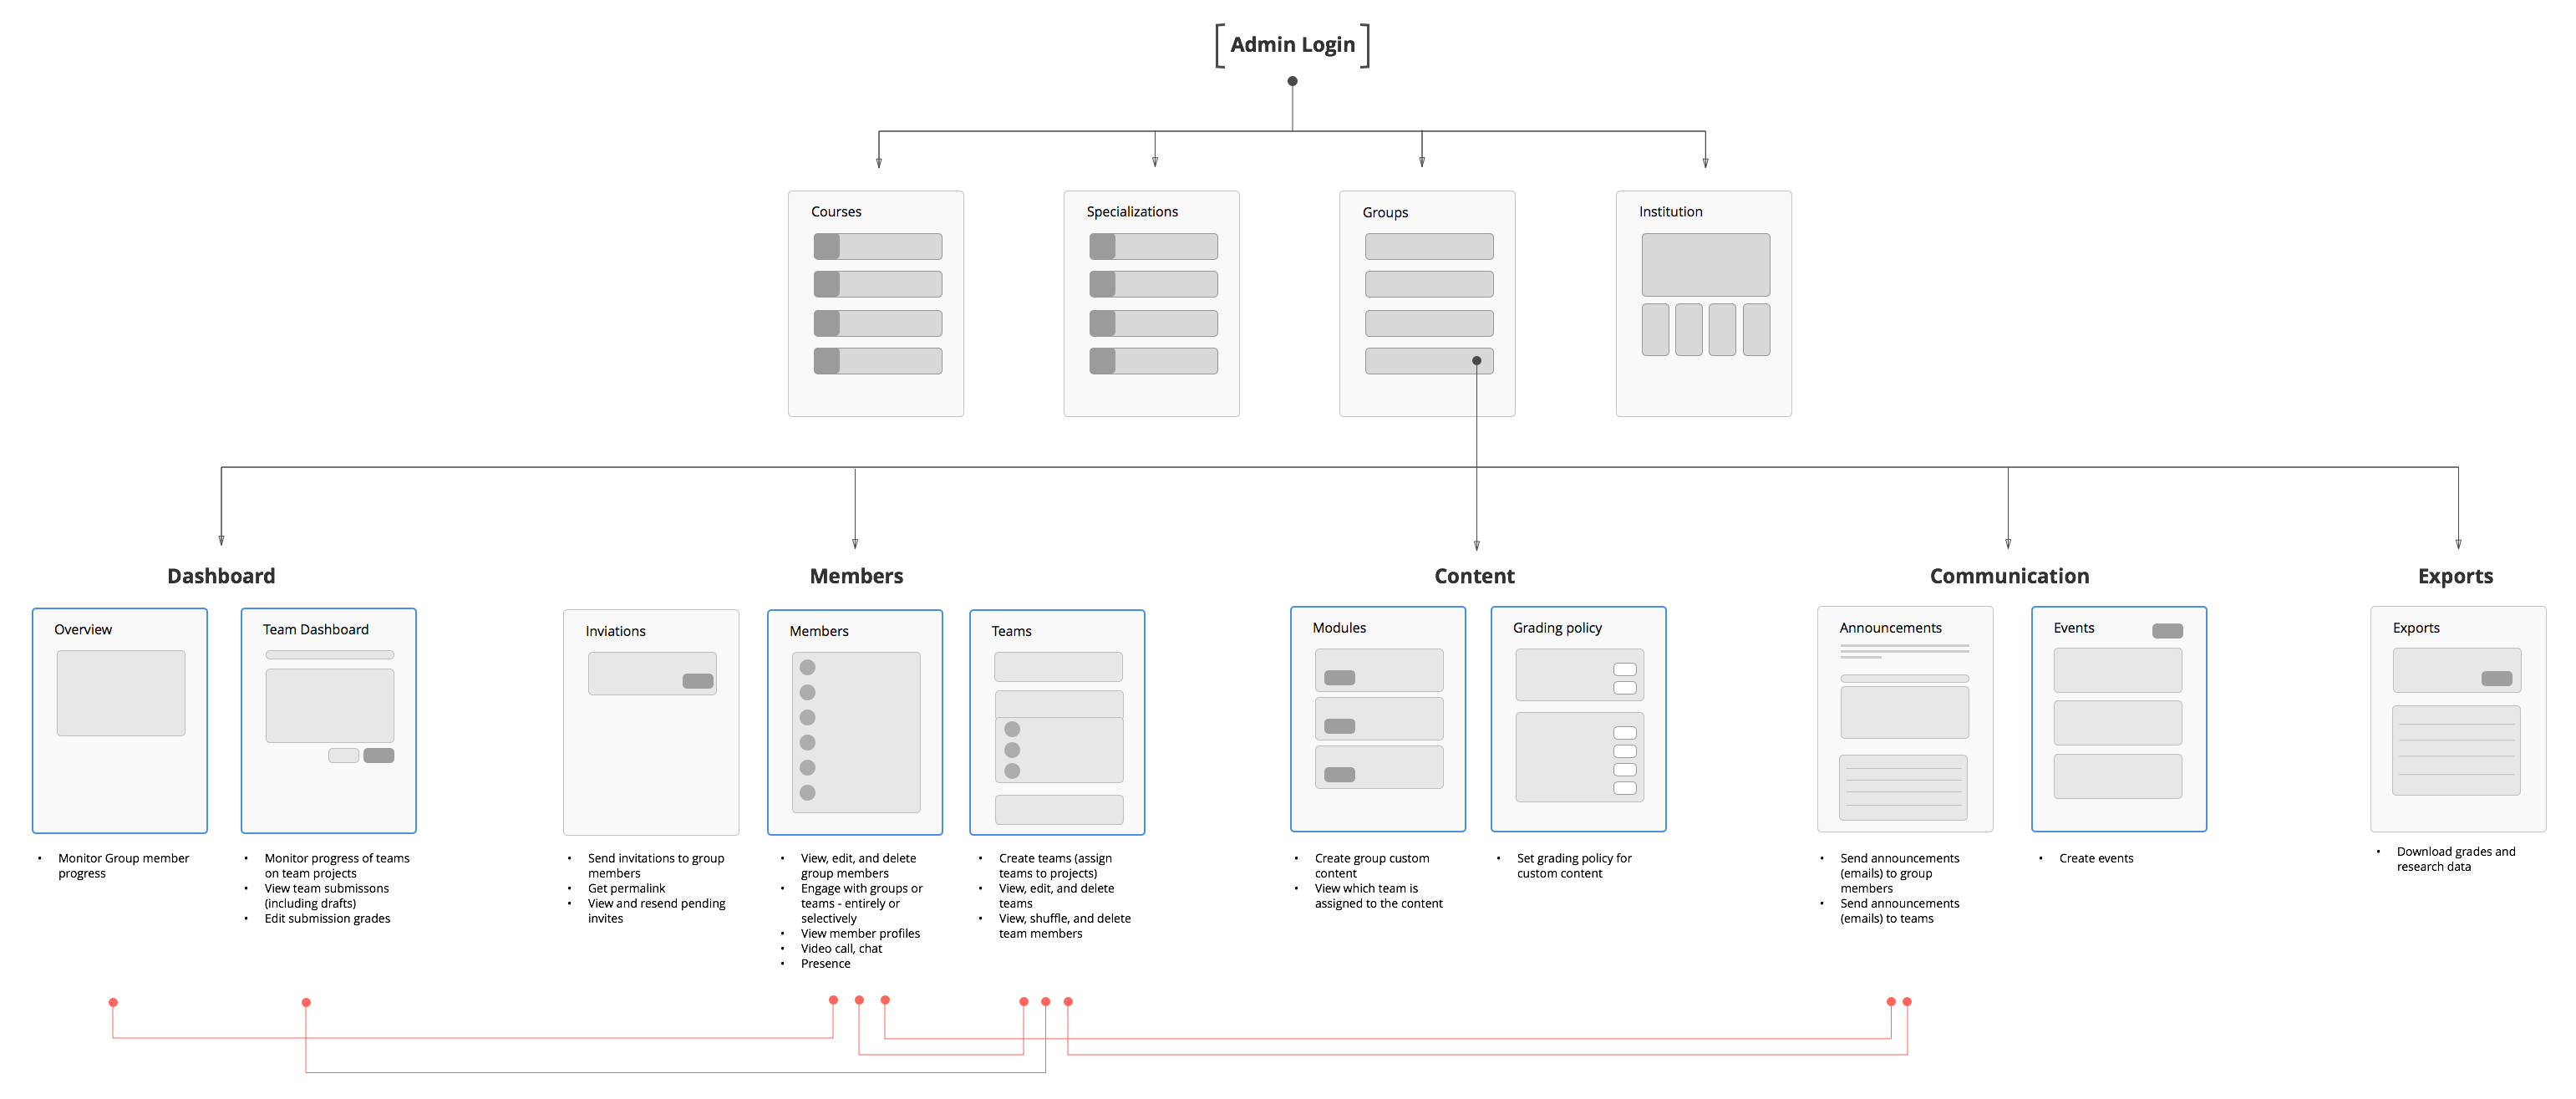 Admin Login
Courses
Specializations
Groups
Institution
Dashboard
Members
Content
Communication
Exports
Overview
Team Dashboard
Inviations
Members
Teams
Modules
Grading policy
Announcements
Events
Exports
• Monitor Group member
progress
• Monitor progress of teams
on team projects
• View team submissons
(including drafts)
• Edit submission grades
• Send invitations to group
members
• Get permalink
• View and resend pending
invites
• View, edit, and delete
group members
• Engage with groups or
teams - entirely or
selectively
• View member profiles
• Video call, chat
• Presence
• Create teams (assign
teams to projects)
• View, edit, and delete
teams
• View, shuffle, and delete
team members
• Create group custom
content
• View which team is
assigned to the content
• Set grading policy for
custom content
• Send announcements
(emails) to group
members
• Send announcements
(emails) to teams
• Create events
• Download grades and
research data